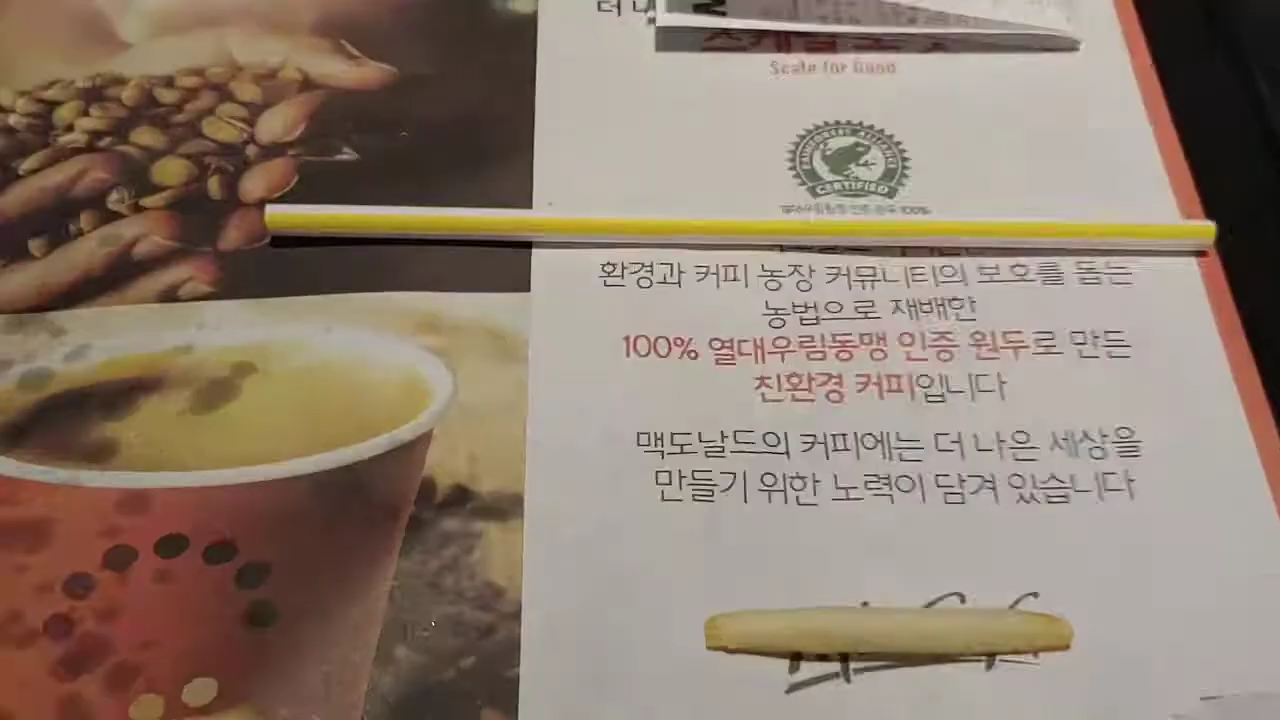 더 나
Scale for Good
RAINFOREST ALLIANCE
CERTIFIED
환경과 커피 농장 커뮤니티의 보호를 돕는
농법으로 재배한
100% 열대우림동맹 인증 원두로 만든
친환경 커피입니다
맥도날드의 커피에는 더 나은 세상을
만들기 위한 노력이 담겨 있습니다